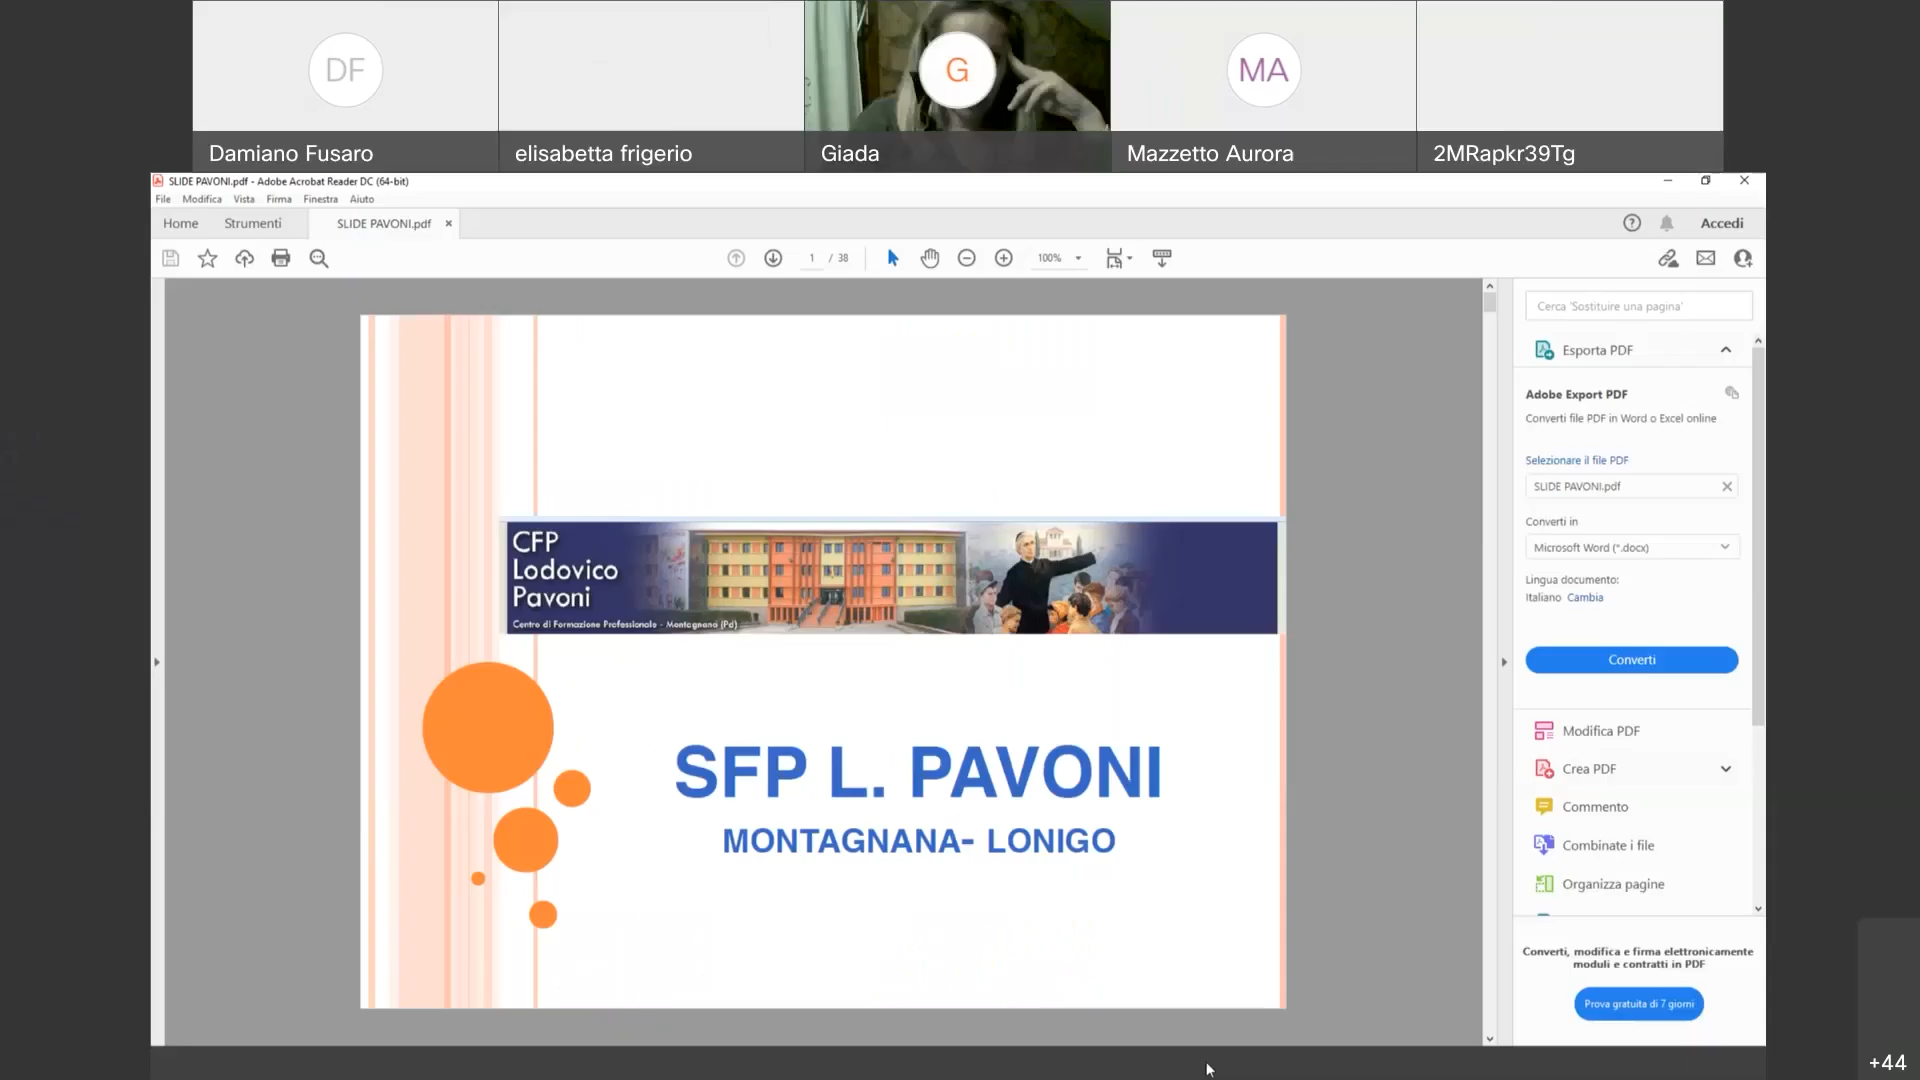 DF
G
MA
Damiano Fusaro
elisabetta frigerio
Giada
Mazzetto Aurora
2MRapkr39Tg
SLIDE PAVONI.pdf - Adobe Acrobat Reader DC (64-bit)
File Modifica Vista Firma Finestra Aiuto
Home Strumenti SLIDE PAVONI.pdf Accedi
1 / 38 100%
CFP
Lodovico
Pavoni
Centro di Formazione Professionale - Montagnana (Pd)
SFP L. PAVONI
MONTAGNANA- LONIGO
Cerca 'Sostituire una pagina'
Esporta PDF
Adobe Export PDF
Converti file PDF in Word o Excel online
Selezionare il file PDF
SLIDE PAVONI.pdf
Converti in
Microsoft Word (*.docx)
Lingua documento:
Italiano Cambia
Converti
Modifica PDF
Crea PDF
Commento
Combinate i file
Organizza pagine
Converti, modifica e firma elettronicamente
moduli e contratti in PDF
Prova gratuita di 7 giorni
+44